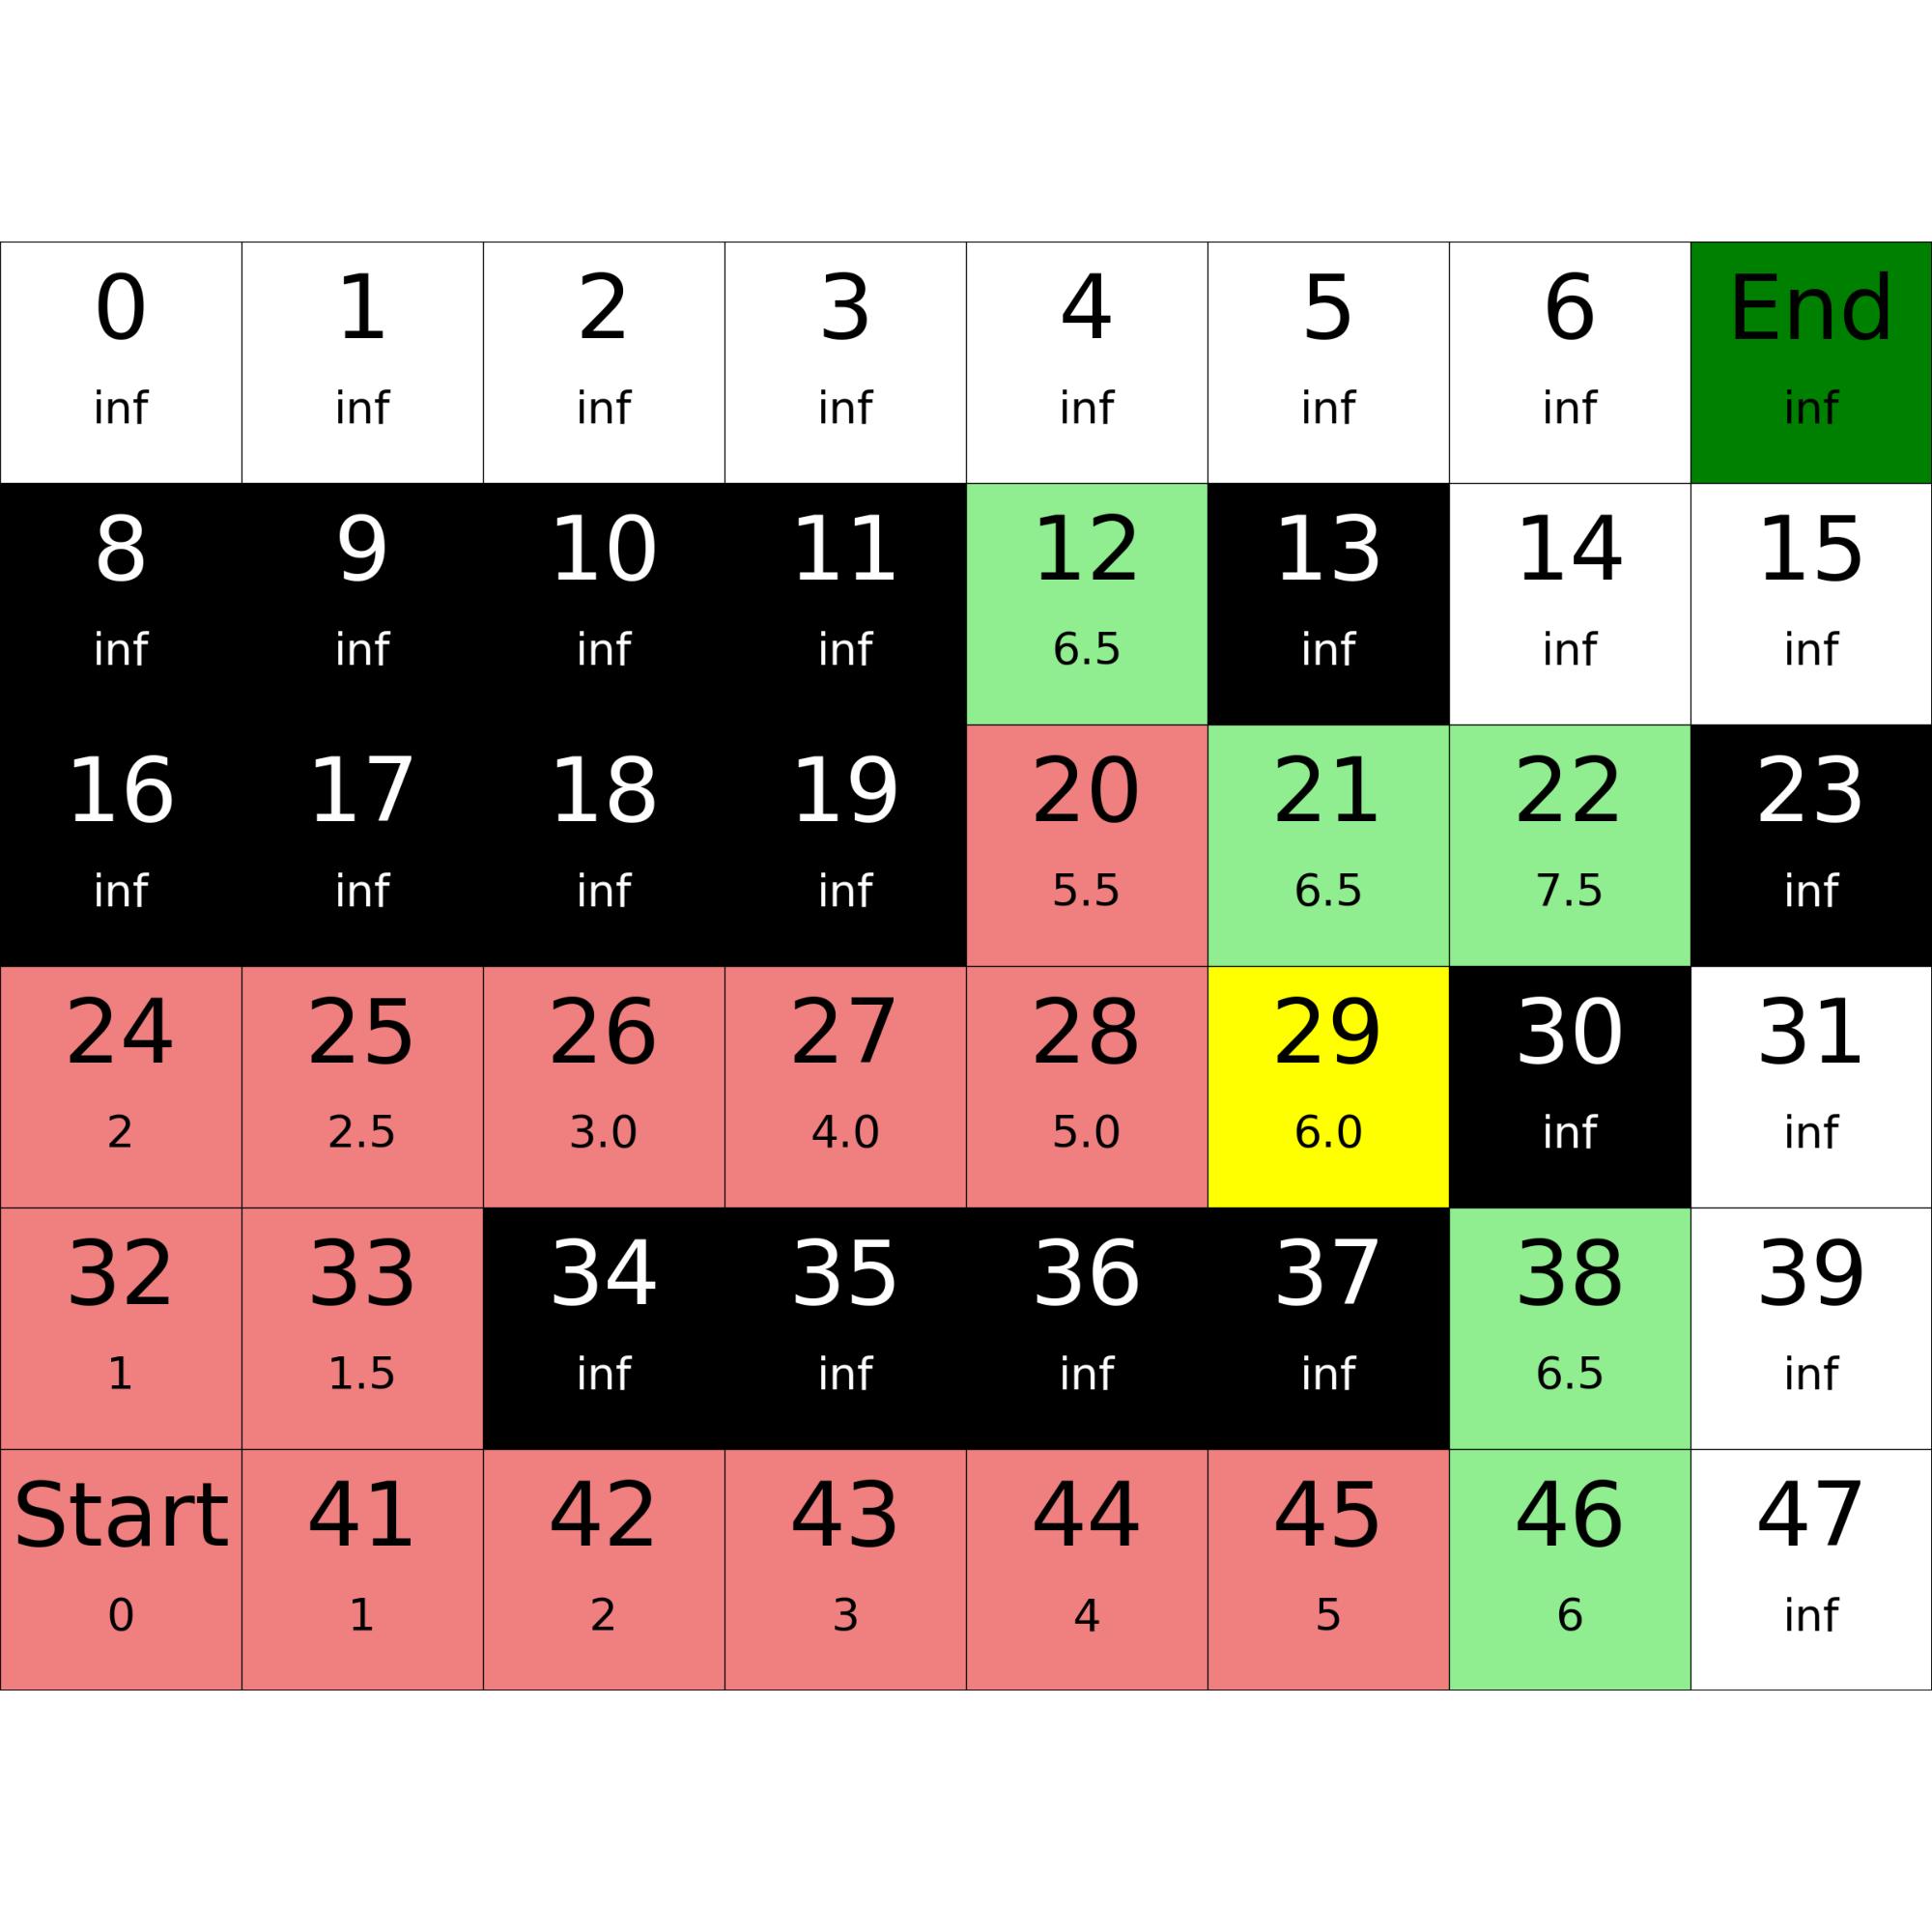 0 1 2 3 4 5 6 End
inf inf inf inf inf inf inf inf
8 9 10 11 12 13 14 15
inf inf inf inf 6.5 inf inf inf
16 17 18 19 20 21 22 23
inf inf inf inf 5.5 6.5 7.5 inf
24 25 26 27 28 29 30 31
2 2.5 3.0 4.0 5.0 6.0 inf inf
32 33 34 35 36 37 38 39
1 1.5 inf inf inf inf 6.5 inf
Start 41 42 43 44 45 46 47
0 1 2 3 4 5 6 inf